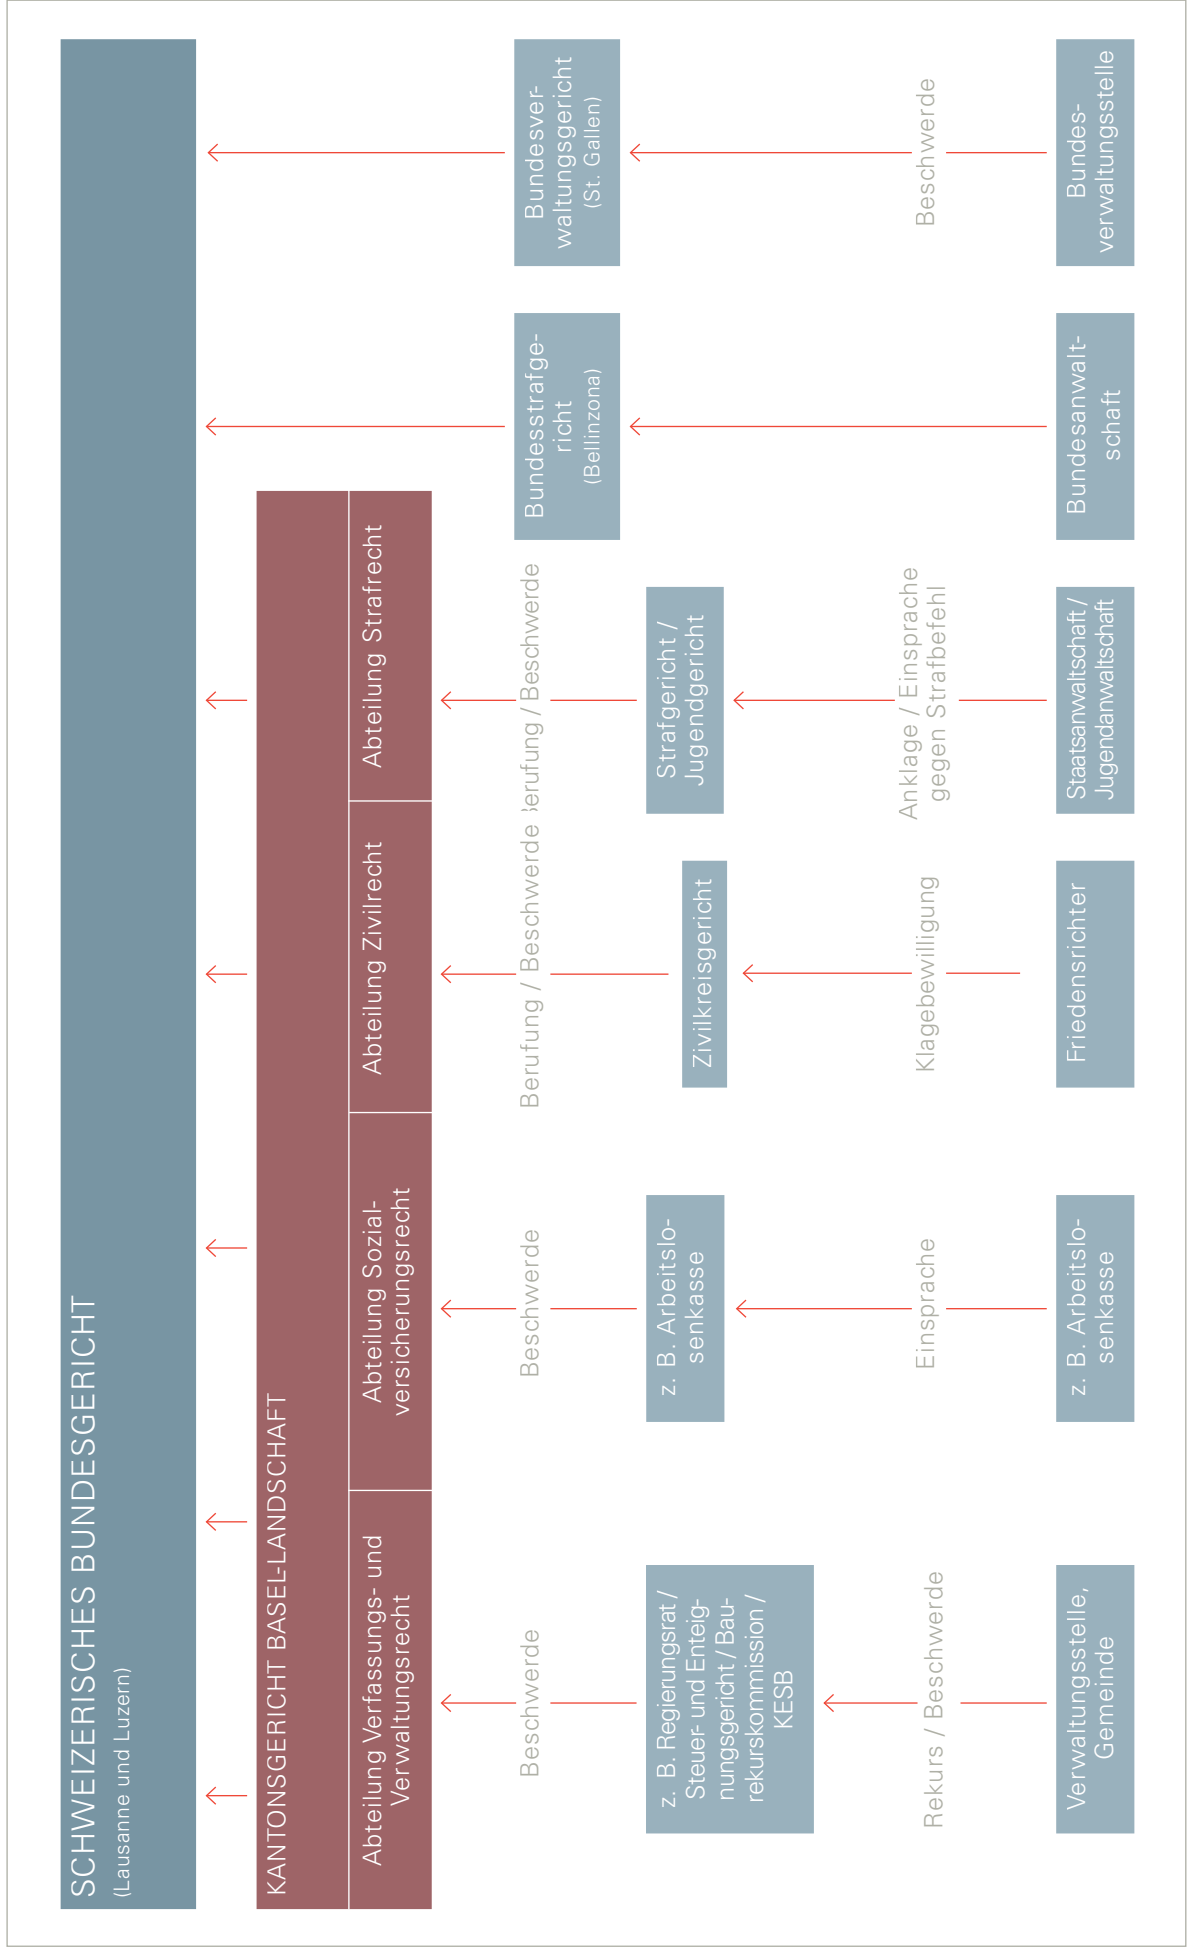 SCHWEIZERISCHES BUNDESGERICHT
(Lausanne und Luzern)
KANTONSGERICHT BASEL-LANDSCHAFT
Abteilung Verfassungs- und
Verwaltungsrecht
Abteilung Sozial-
versicherungsrecht
Abteilung Zivilrecht
Abteilung Strafrecht
Beschwerde
Beschwerde
Berufung / Beschwerde
Berufung / Beschwerde
Bundesstrafge-
richt
(Bellinzona)
Bundesver-
waltungsgericht
(St. Gallen)
z. B. Regierungsrat /
Steuer- und Enteig-
nungsgericht / Bau-
rekurskommission /
KESB
z. B. Arbeitslo-
senkasse
Zivilkreisgericht
Strafgericht /
Jugendgericht
Rekurs / Beschwerde
Einsprache
Klagebewilligung
Anklage / Einsprache
gegen Strafbefehl
Beschwerde
Verwaltungsstelle,
Gemeinde
z. B. Arbeitslo-
senkasse
Friedensrichter
Staatsanwaltschaft /
Jugendanwaltschaft
Bundesanwalt-
schaft
Bundes-
verwaltungsstelle